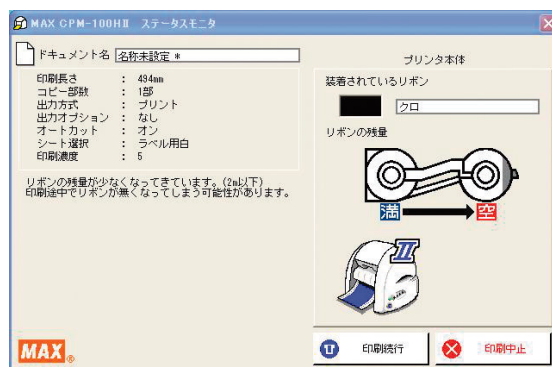 MAX CPM-100HⅡ ステータスモニタ
ドキュメント名 名称未設定 *
印刷長さ : 494mm
コピー部数 : 1部
出力方式 : プリント
出力オプション : なし
オートカット : オン
シート選択 : ラベル用白
印刷濃度 : 5
リボンの残量が少なくなってきています。(2m以下)
印刷途中でリボンが無くなってしまう可能性があります。
プリンタ本体
装着されているリボン
クロ
リボンの残量
満 空
Ⅱ
MAX®
印刷続行
印刷中止